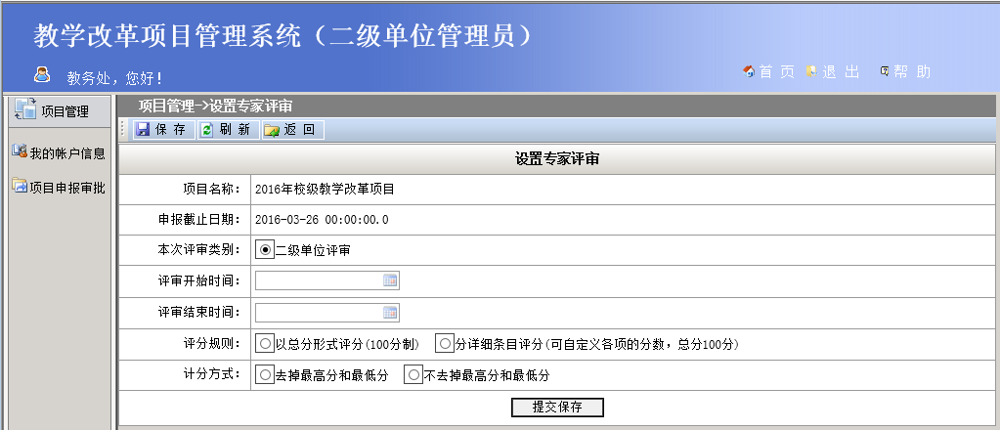 教学改革项目管理系统（二级单位管理员）
教务处，您好！
首 页 退 出 帮 助
项目管理
我的帐户信息
项目申报审批
项目管理->设置专家评审
保 存 刷 新 返 回
设置专家评审
项目名称： 2016年校级教学改革项目
申报截止日期： 2016-03-26 00:00:00.0
本次评审类别： 二级单位评审
评审开始时间：
评审结束时间：
评分规则： 以总分形式评分(100分制) 分详细条目评分(可自定义各项的分数，总分100分)
计分方式： 去掉最高分和最低分 不去掉最高分和最低分
提交保存